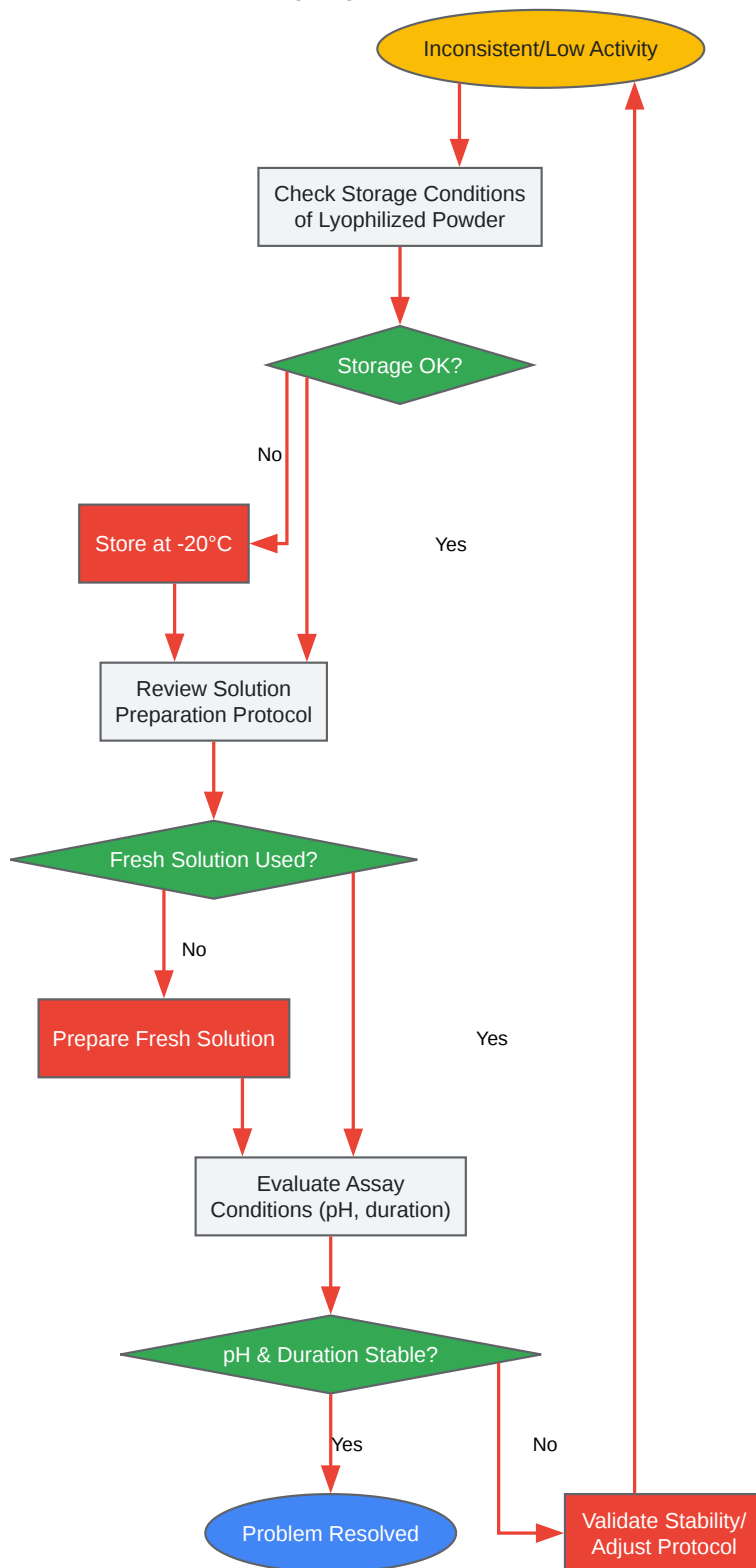 Inconsistent/Low Activity
Check Storage Conditions
of Lyophilized Powder
Storage OK?
No
Store at -20°C
Yes
Review Solution
Preparation Protocol
Fresh Solution Used?
No
Prepare Fresh Solution
Yes
Evaluate Assay
Conditions (pH, duration)
pH & Duration Stable?
Yes
No
Problem Resolved
Validate Stability/
Adjust Protocol